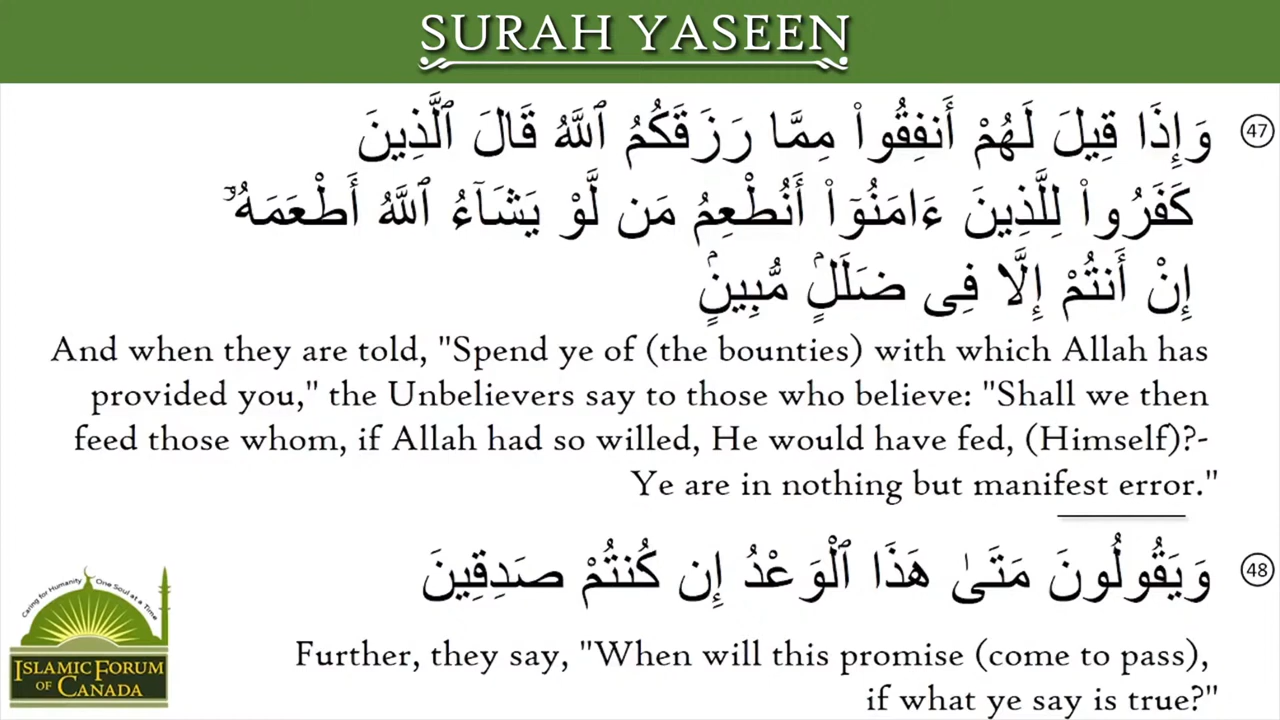 SURAH YASEEN
وَإِذَا قِيلَ لَهُمْ أَنفِقُوا۟ مِمَّا رَزَقَكُمُ ٱللَّهُ قَالَ ٱلَّذِينَ ㊼
كَفَرُوا۟ لِلَّذِينَ ءَامَنُوٓا۟ أَنُطْعِمُ مَن لَّوْ يَشَآءُ ٱللَّهُ أَطْعَمَهُۥٓ
إِنْ أَنتُمْ إِلَّا فِى ضَلَلٍۢ مُّبِينٍۢ
And when they are told, "Spend ye of (the bounties) with which Allah has
provided you," the Unbelievers say to those who believe: "Shall we then
feed those whom, if Allah had so willed, He would have fed, (Himself)?-
Ye are in nothing but manifest error."
وَيَقُولُونَ مَتَىٰ هَذَا ٱلْوَعْدُ إِن كُنتُمْ صَدِقِينَ ㊽
Further, they say, "When will this promise (come to pass),
if what ye say is true?"
Caring for Humanity One Soul at a Time
ISLAMIC FORUM
OF CANADA